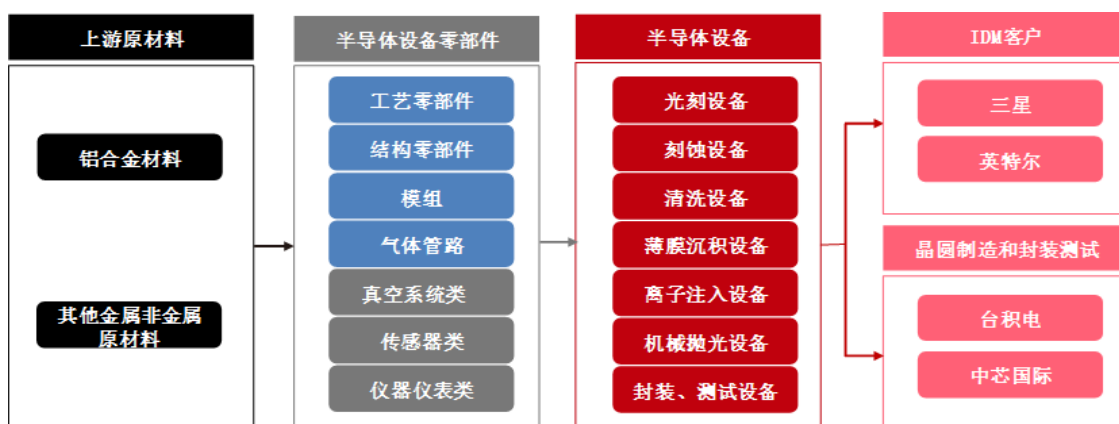 上游原材料
铝合金材料
其他金属非金属
原材料
半导体设备零部件
工艺零部件
结构零部件
模组
气体管路
真空系统类
传感器类
仪器仪表类
半导体设备
光刻设备
刻蚀设备
清洗设备
薄膜沉积设备
离子注入设备
机械抛光设备
封装、测试设备
IDM客户
三星
英特尔
晶圆制造和封装测试
台积电
中芯国际